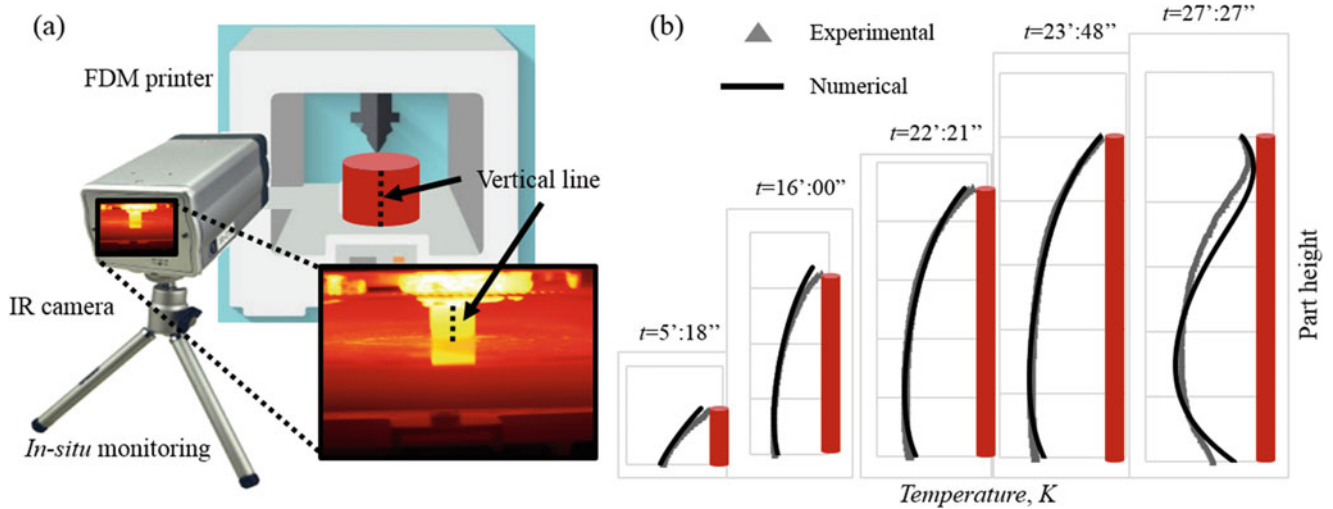 (a)
FDM printer
Vertical line
IR camera
In-situ monitoring
(b)
Experimental
Numerical
t=5’:18’’
t=16’:00’’
t=22’:21’’
t=23’:48’’
t=27’:27’’
Temperature, K
Part height